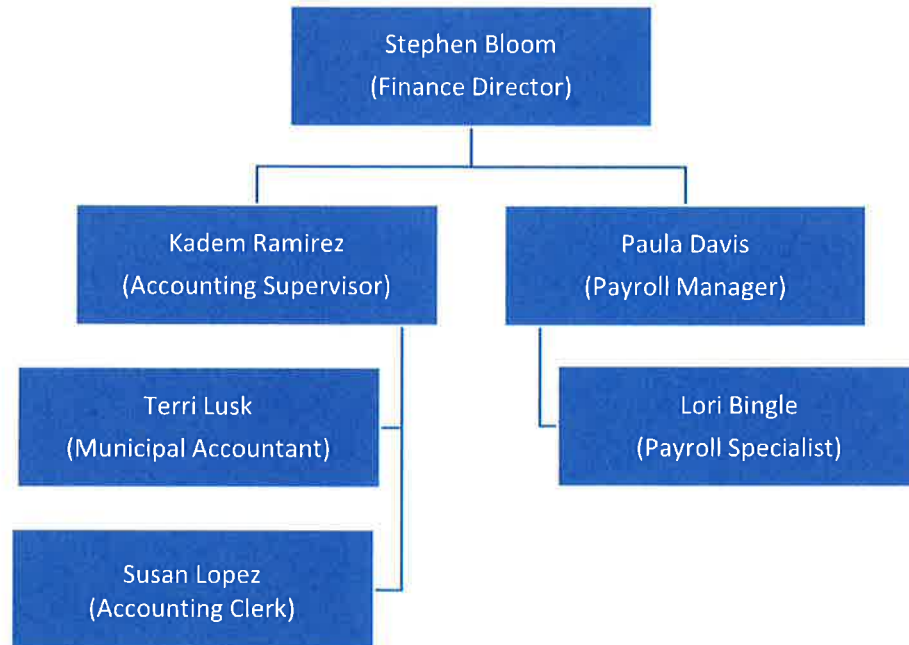 Stephen Bloom
(Finance Director)
Kadem Ramirez
(Accounting Supervisor)
Paula Davis
(Payroll Manager)
Terri Lusk
(Municipal Accountant)
Lori Bingle
(Payroll Specialist)
Susan Lopez
(Accounting Clerk)